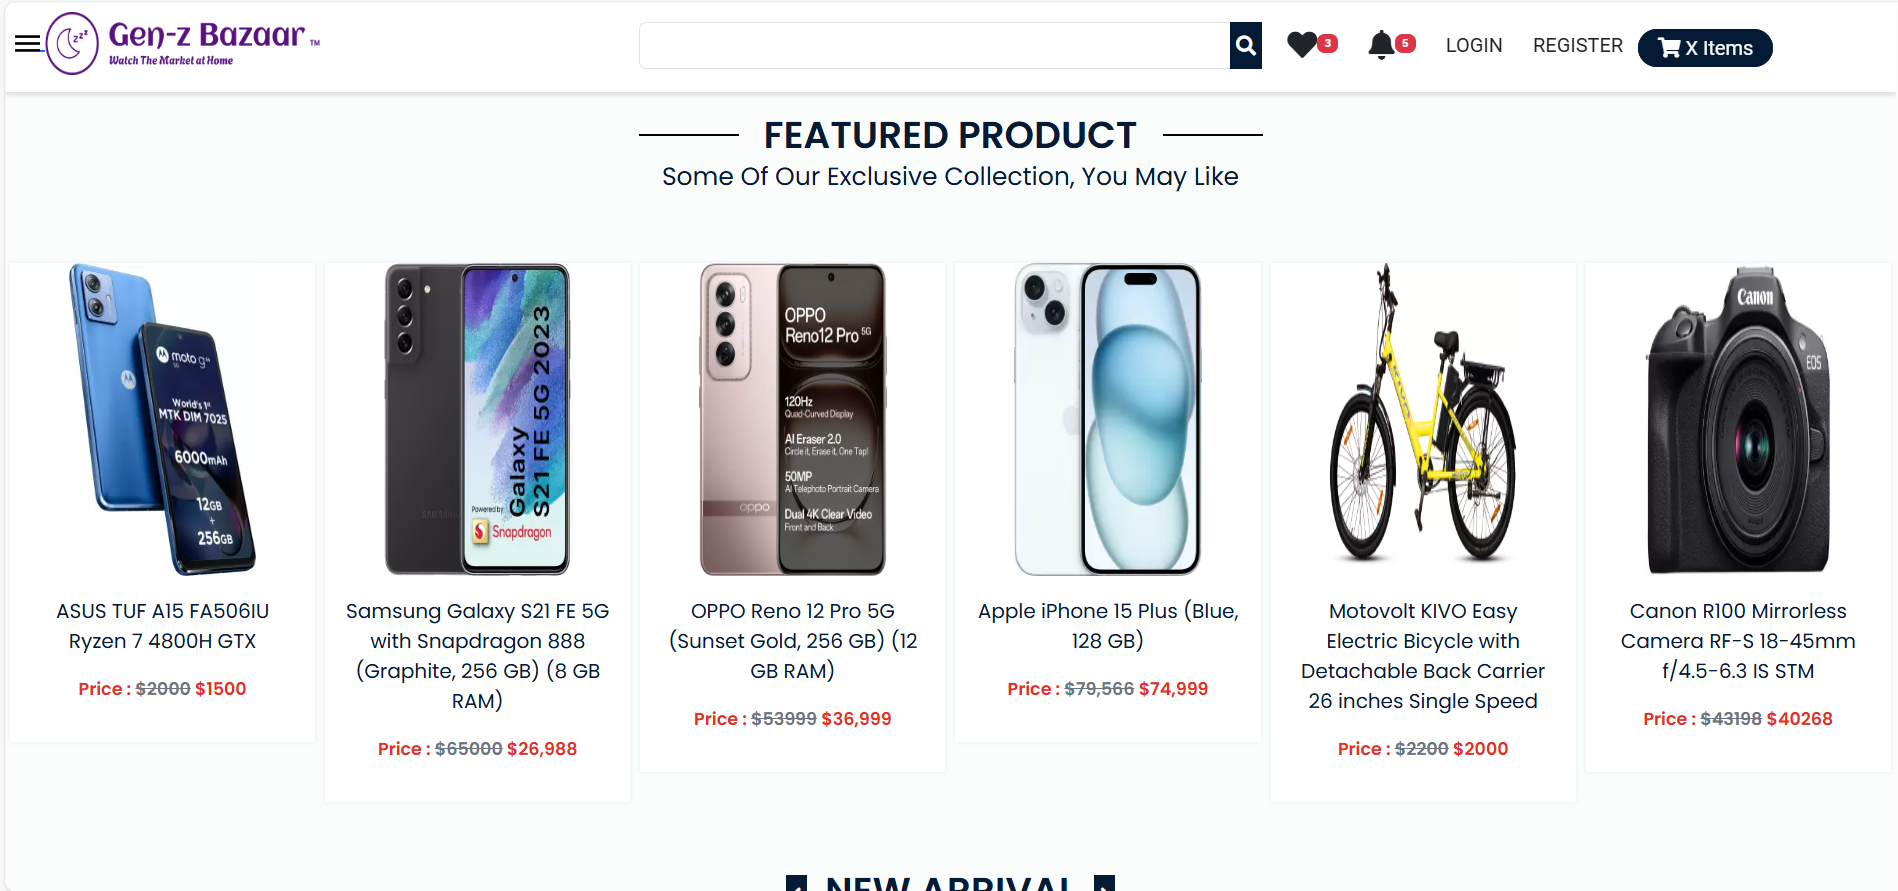 Gen-z Bazaar TM
Watch The Market at Home
3
5
LOGIN
REGISTER
X Items
FEATURED PRODUCT
Some Of Our Exclusive Collection, You May Like
moto g
5G
World's 1st
MTK DIM 7025
6000mAh
12GB
+
256GB
ASUS TUF A15 FA506IU
Ryzen 7 4800H GTX
Price : $2000 $1500
SAMSUNG
Galaxy
S21 FE 5G 2023
Powered by
Snapdragon
Samsung Galaxy S21 FE 5G
with Snapdragon 888
(Graphite, 256 GB) (8 GB
RAM)
Price : $65000 $26,988
oppo
OPPO
Reno12 Pro 5G
120Hz
Quad-Curved Display
AI Eraser 2.0
Circle it, Erase it, One Tap!
50MP
AI Telephoto Portrait Camera
Dual 4K Clear Video
Front and Back
OPPO Reno 12 Pro 5G
(Sunset Gold, 256 GB) (12
GB RAM)
Price : $53999 $36,999
Apple iPhone 15 Plus (Blue,
128 GB)
Price : $79,566 $74,999
Motovolt KIVO Easy
Electric Bicycle with
Detachable Back Carrier
26 inches Single Speed
Price : $2200 $2000
Canon
EOS
Canon R100 Mirrorless
Camera RF-S 18-45mm
f/4.5-6.3 IS STM
Price : $43198 $40268
NEW ARRIVAL